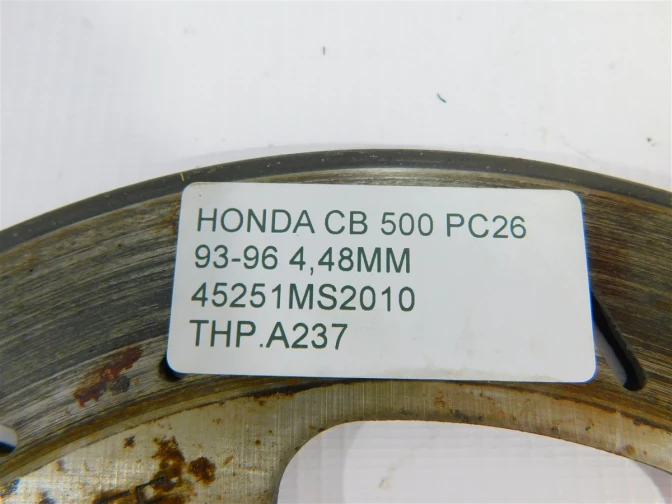 HONDA CB 500 PC26
93-96 4,48MM
45251MS2010
THP.A237